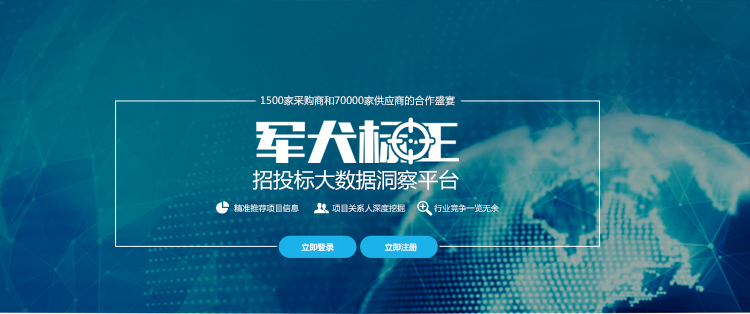 1500家采购商和70000家供应商的合作盛宴
军犬标王
招投标大数据洞察平台
精准推荐项目信息 项目关系人深度挖掘 行业竞争一览无余
立即登录 立即注册